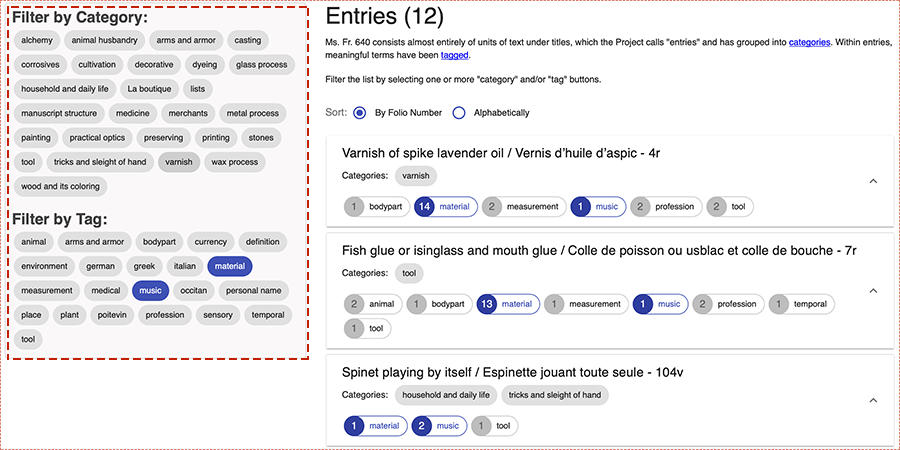 Filter by Category:
alchemy animal husbandry arms and armor casting
corrosives cultivation decorative dyeing glass process
household and daily life La boutique lists
manuscript structure medicine merchants metal process
painting practical optics preserving printing stones
tool tricks and sleight of hand varnish wax process
wood and its coloring
Filter by Tag:
animal arms and armor bodypart currency definition
environment german greek italian material
measurement medical music occitan personal name
place plant poitevin profession sensory temporal
tool
Entries (12)
Ms. Fr. 640 consists almost entirely of units of text under titles, which the Project calls "entries" and has grouped into categories. Within entries,
meaningful terms have been tagged.
Filter the list by selecting one or more "category" and/or "tag" buttons.
Sort: By Folio Number Alphabetically
Varnish of spike lavender oil / Vernis d'huile d'aspic - 4r
Categories: varnish
1 bodypart 14 material 2 measurement 1 music 2 profession 2 tool
Fish glue or isinglass and mouth glue / Colle de poisson ou usblac et colle de bouche - 7r
Categories: tool
2 animal 1 bodypart 13 material 1 measurement 1 music 2 profession 1 temporal
1 tool
Spinet playing by itself / Espinette jouant toute seule - 104v
Categories: household and daily life tricks and sleight of hand
1 material 2 music 1 tool